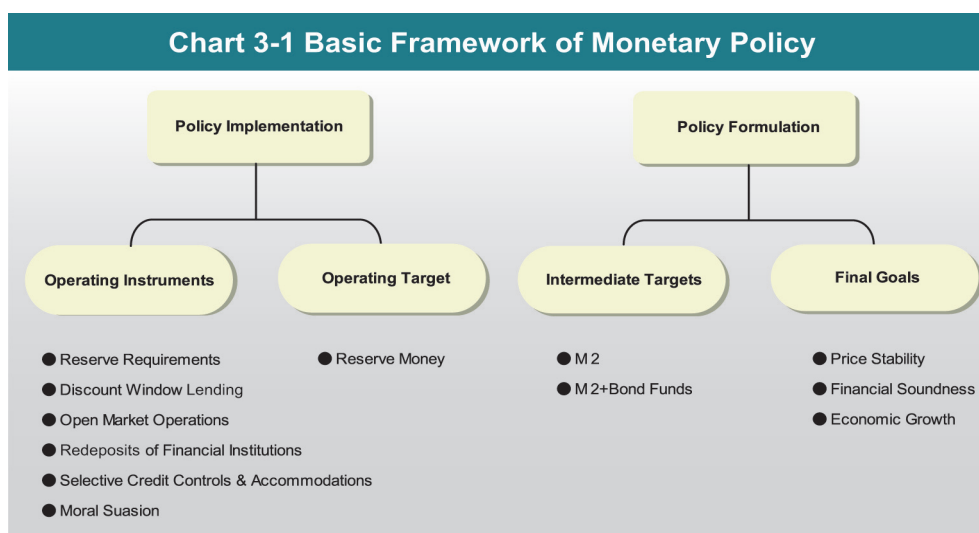 Chart 3-1 Basic Framework of Monetary Policy
Policy Implementation
Policy Formulation
Operating Instruments
Operating Target
Intermediate Targets
Final Goals
● Reserve Requirements
● Discount Window Lending
● Open Market Operations
● Redeposits of Financial Institutions
● Selective Credit Controls & Accommodations
● Moral Suasion
● Reserve Money
● M 2
● M 2+Bond Funds
● Price Stability
● Financial Soundness
● Economic Growth